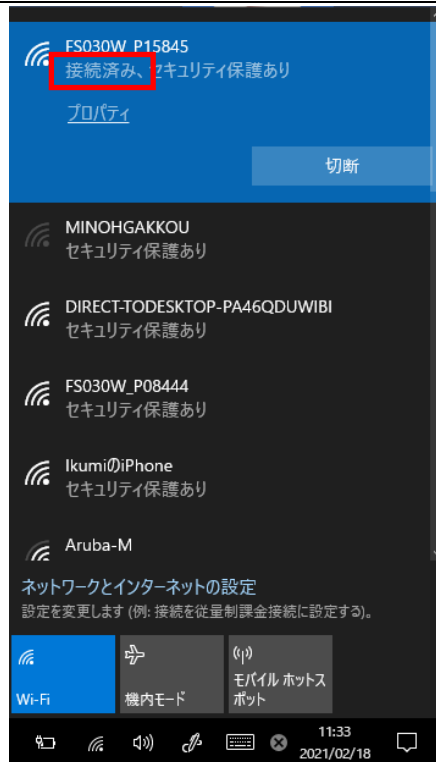 FS030W_P15845
接続済み、セキュリティ保護あり
プロパティ
切断
MINOHGAKKOU
セキュリティ保護あり
DIRECT-TODESKTOP-PA46QDUWIBI
セキュリティ保護あり
FS030W_P08444
セキュリティ保護あり
IkumiのiPhone
セキュリティ保護あり
Aruba-M
ネットワークとインターネットの設定
設定を変更します (例: 接続を従量制課金接続に設定する)。
Wi-Fi
機内モード
モバイル ホットス
ポット
11:33
2021/02/18